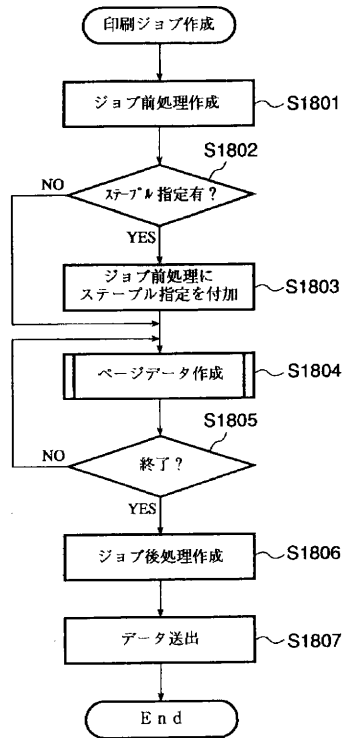 印刷ジョブ作成
ジョブ前処理作成
S1801
S1802
ステープル指定有？
NO
YES
ジョブ前処理に
ステープル指定を付加
S1803
ページデータ作成
S1804
S1805
終了？
NO
YES
ジョブ後処理作成
S1806
データ送出
S1807
End